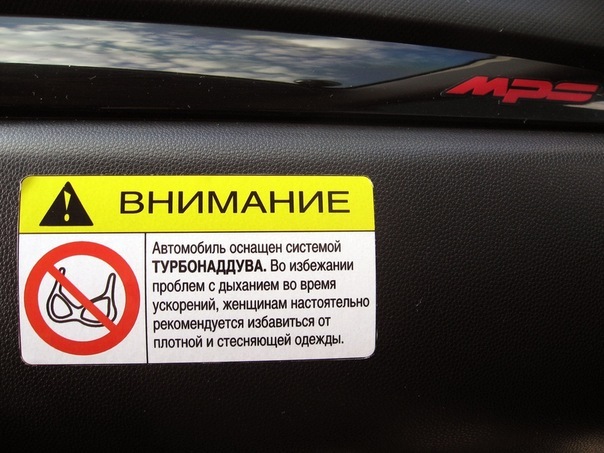 MPS
ВНИМАНИЕ
Автомобиль оснащен системой
ТУРБОНАДДУВА. Во избежании
проблем с дыханием во время
ускорений, женщинам настоятельно
рекомендуется избавиться от
плотной и стесняющей одежды.